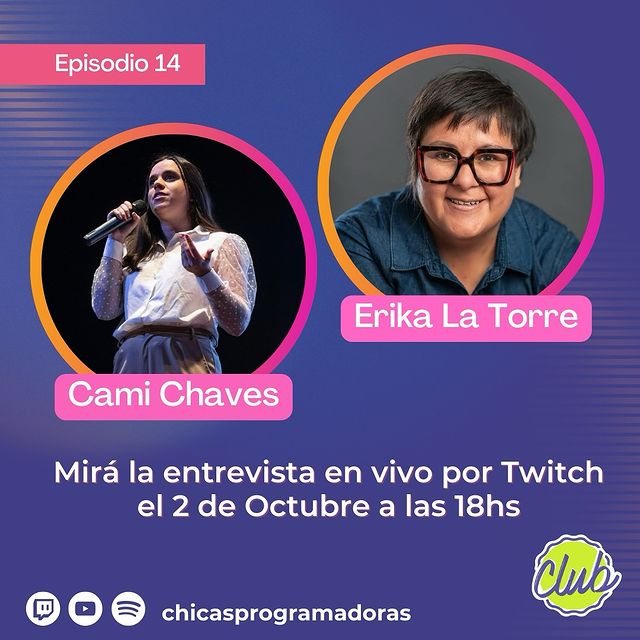 Episodio 14
Erika La Torre
Cami Chaves
Mirá la entrevista en vivo por Twitch
el 2 de Octubre a las 18hs
Club
chicasprogramadoras